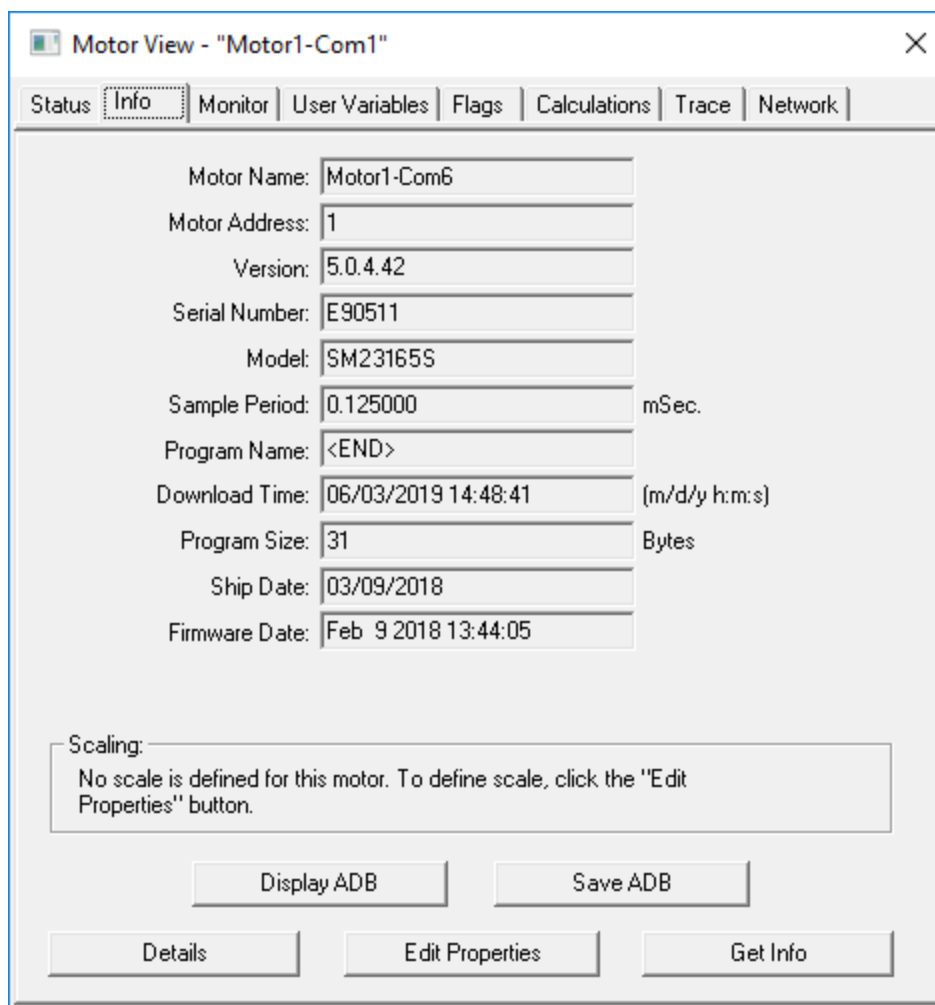 Motor View - "Motor1-Com1"
Status Info Monitor User Variables Flags Calculations Trace Network
Motor Name: Motor1-Com6
Motor Address: 1
Version: 5.0.4.42
Serial Number: E90511
Model: SM23165S
Sample Period: 0.125000 mSec.
Program Name: <END>
Download Time: 06/03/2019 14:48:41 (m/d/y h:m:s)
Program Size: 31 Bytes
Ship Date: 03/09/2018
Firmware Date: Feb  9 2018 13:44:05
Scaling:
No scale is defined for this motor. To define scale, click the "Edit
Properties" button.
Display ADB Save ADB
Details Edit Properties Get Info